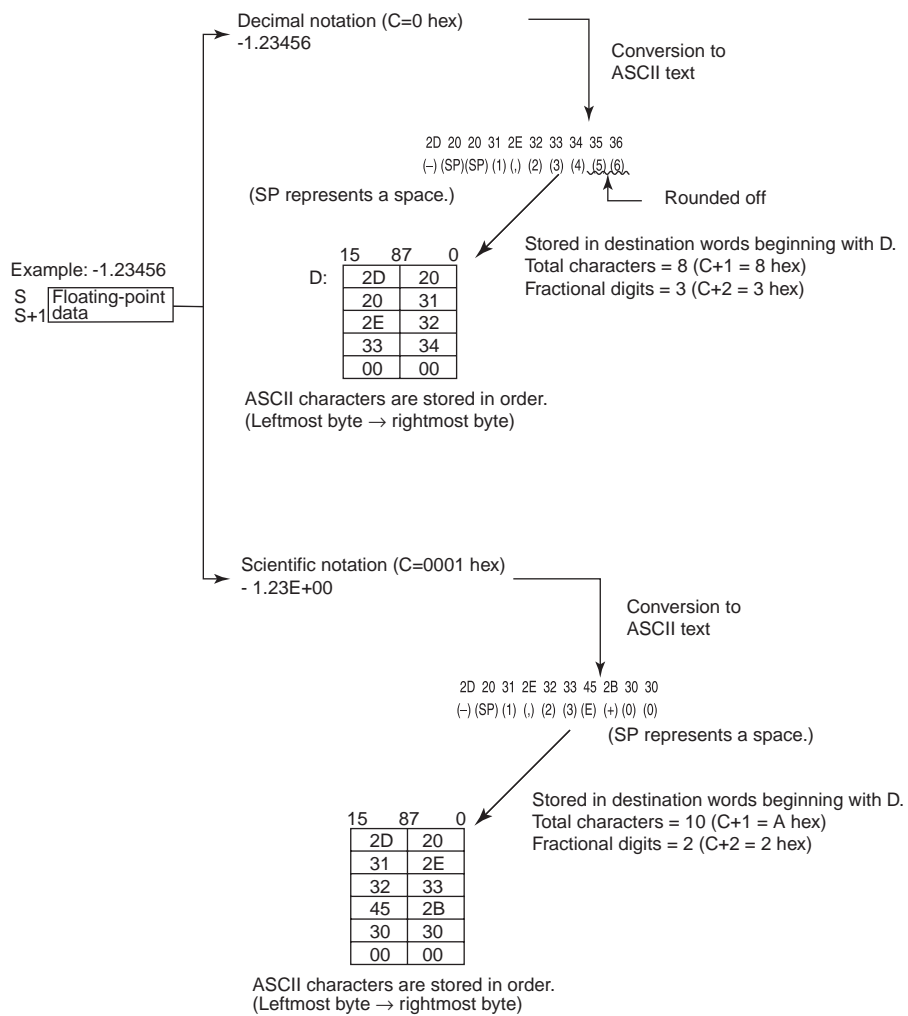 Decimal notation (C=0 hex)
-1.23456
Conversion to
ASCII text
2D 20 20 31 2E 32 33 34 35 36
(–) (SP)(SP) (1) (,) (2) (3) (4) (5) (6)
(SP represents a space.)
Rounded off
Stored in destination words beginning with D.
Total characters = 8 (C+1 = 8 hex)
Fractional digits = 3 (C+2 = 3 hex)
Example: -1.23456
S
S+1
Floating-point
data
15 87 0
D: 2D 20
20 31
2E 32
33 34
00 00
ASCII characters are stored in order.
(Leftmost byte → rightmost byte)
Scientific notation (C=0001 hex)
- 1.23E+00
Conversion to
ASCII text
2D 20 31 2E 32 33 45 2B 30 30
(–) (SP) (1) (,) (2) (3) (E) (+) (0) (0)
(SP represents a space.)
Stored in destination words beginning with D.
Total characters = 10 (C+1 = A hex)
Fractional digits = 2 (C+2 = 2 hex)
15 87 0
2D 20
31 2E
32 33
45 2B
30 30
00 00
ASCII characters are stored in order.
(Leftmost byte → rightmost byte)